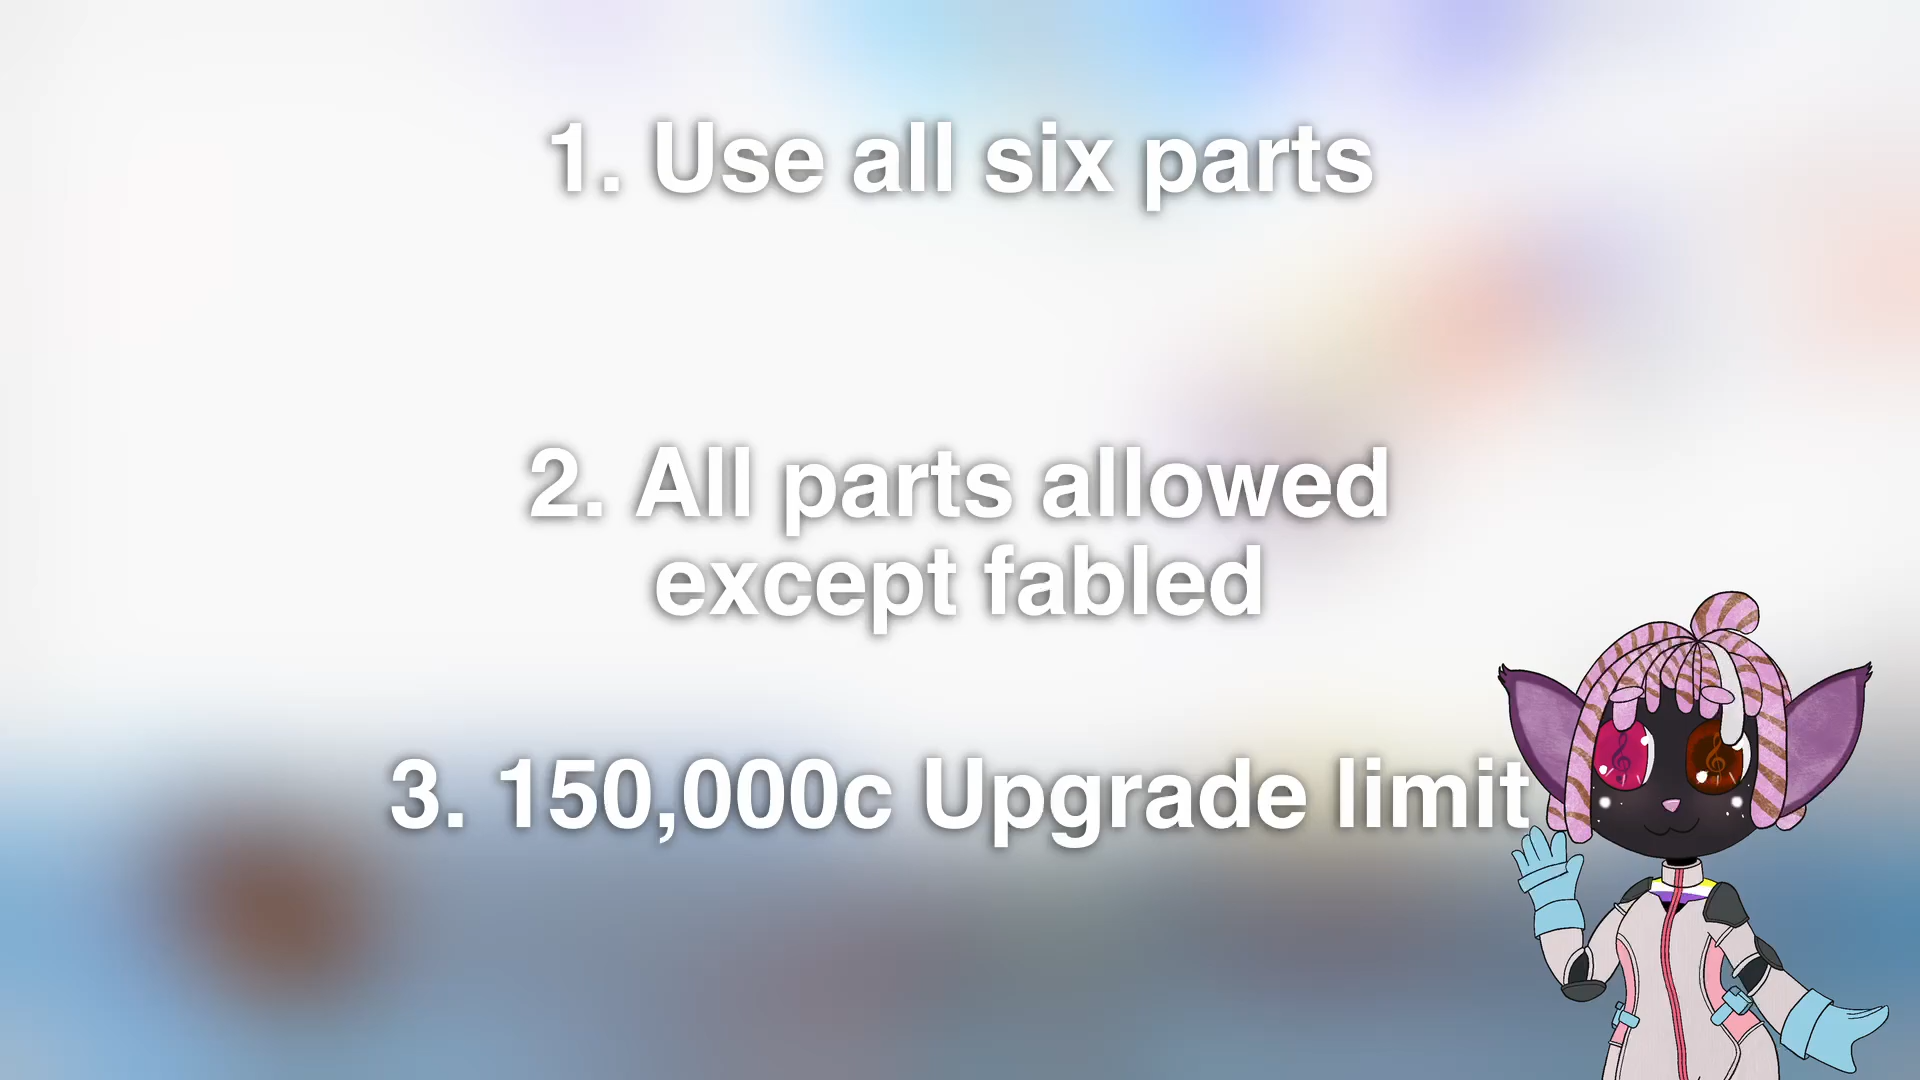 1. Use all six parts
2. All parts allowed
except fabled
3. 150,000c Upgrade limit